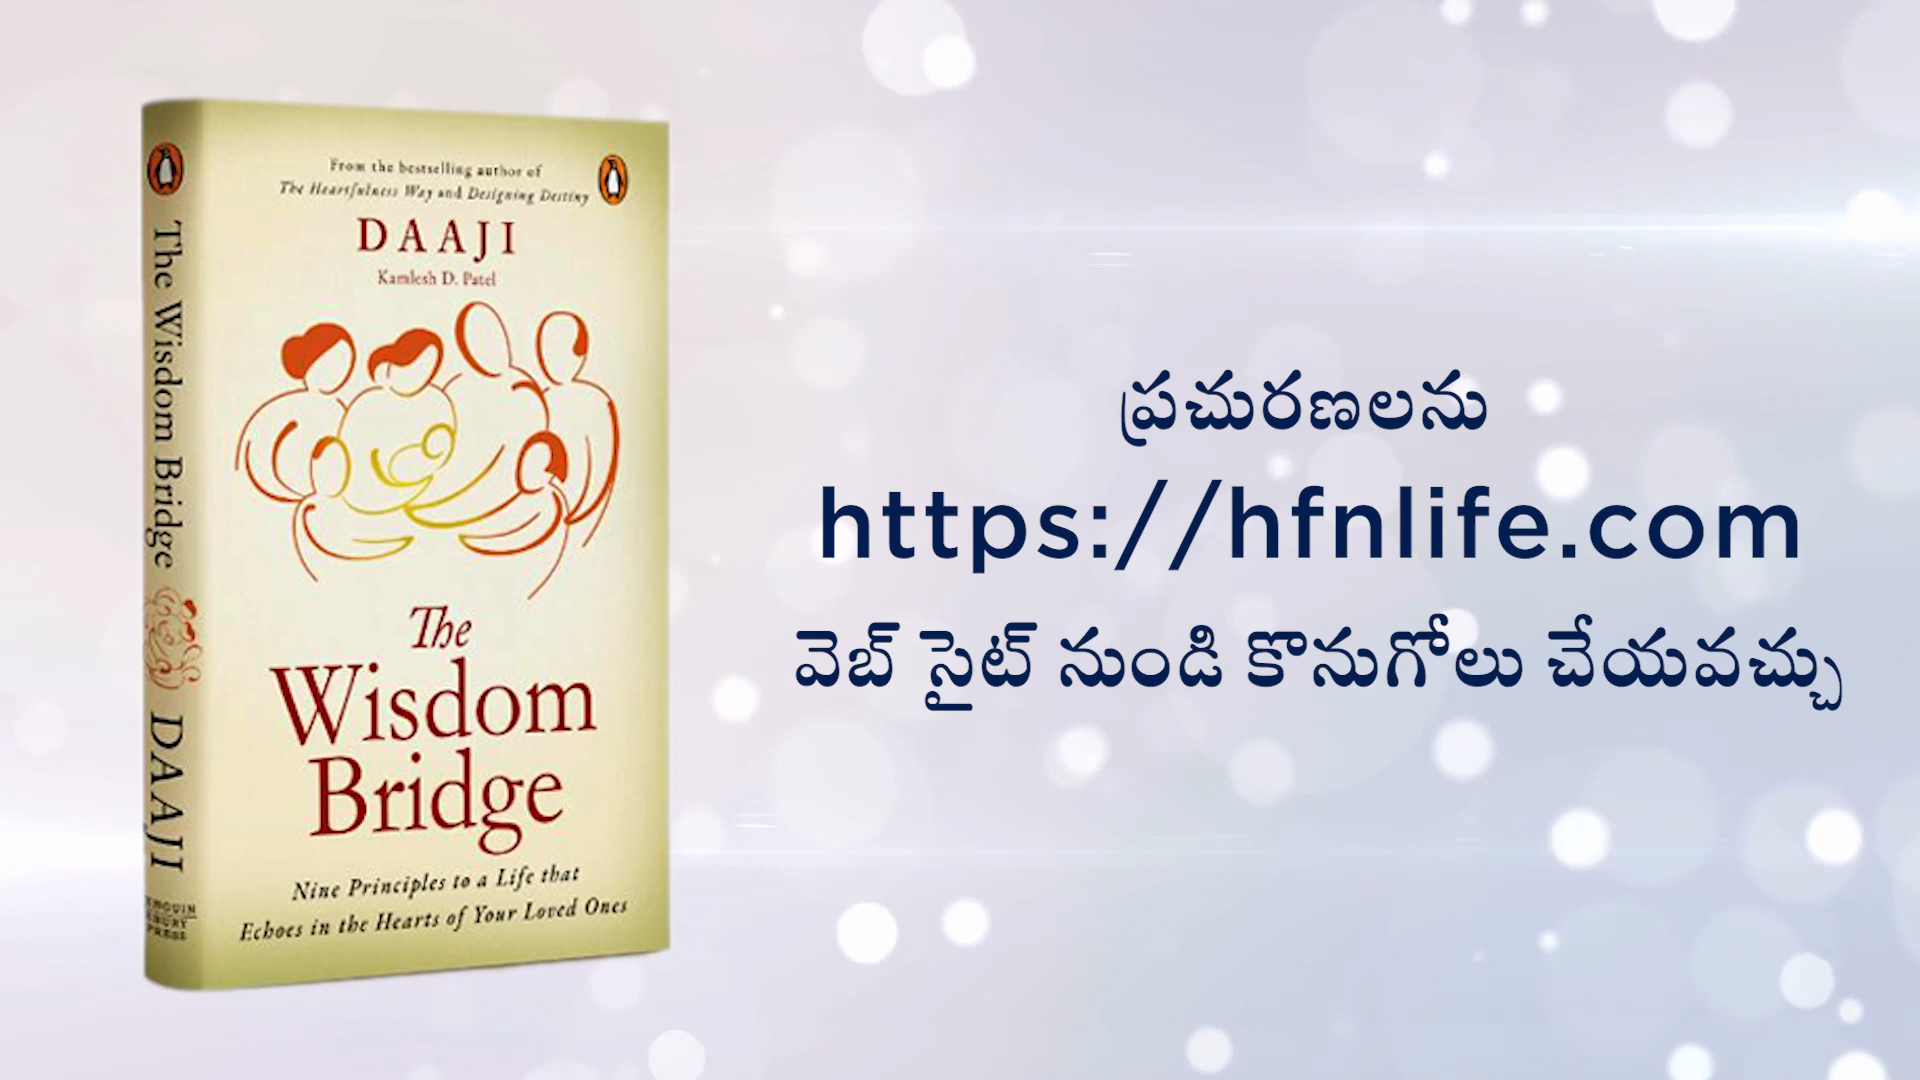 The Wisdom Bridge
DAAJI
From the bestselling author of
The Heartfulness Way and Designing Destiny
DAAJI
Kamlesh D. Patel
The
Wisdom
Bridge
Nine Principles to a Life that
Echoes in the Hearts of Your Loved Ones
ప్రచురణలను
https://hfnlife.com
వెబ్ సైట్ నుండి కొనుగోలు చేయవచ్చు